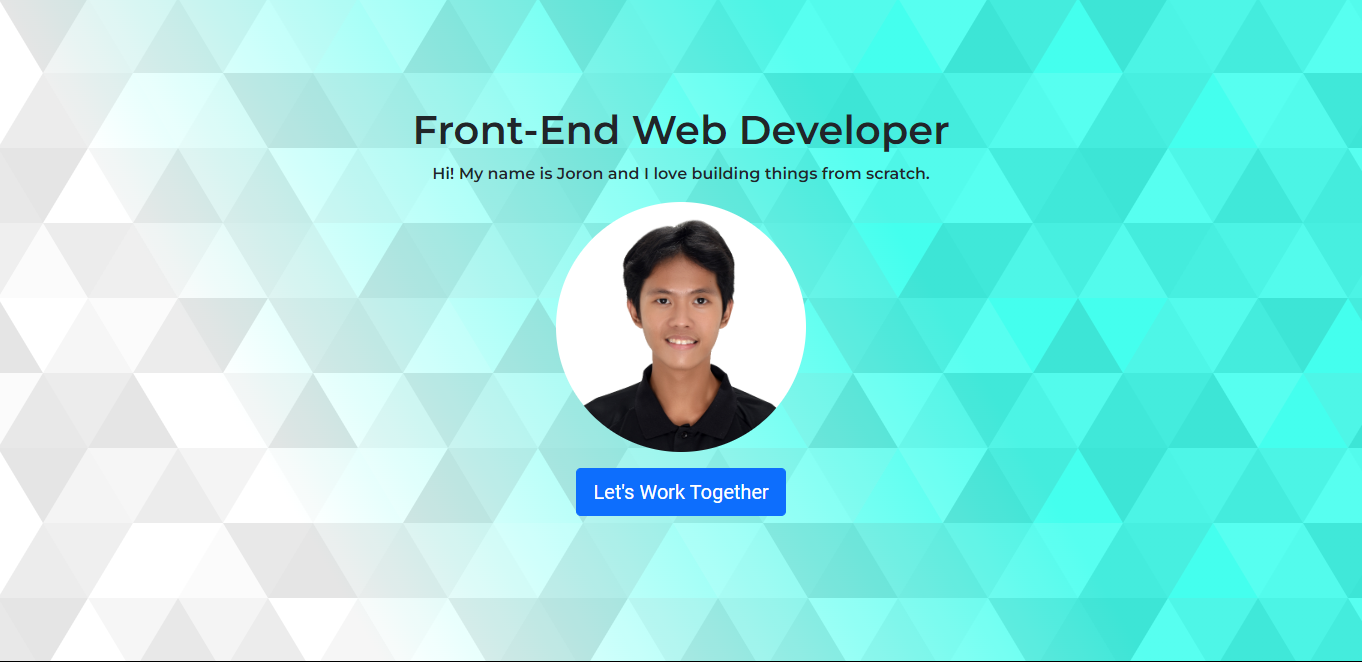 Front-End Web Developer
Hi! My name is Joron and I love building things from scratch.
Let's Work Together